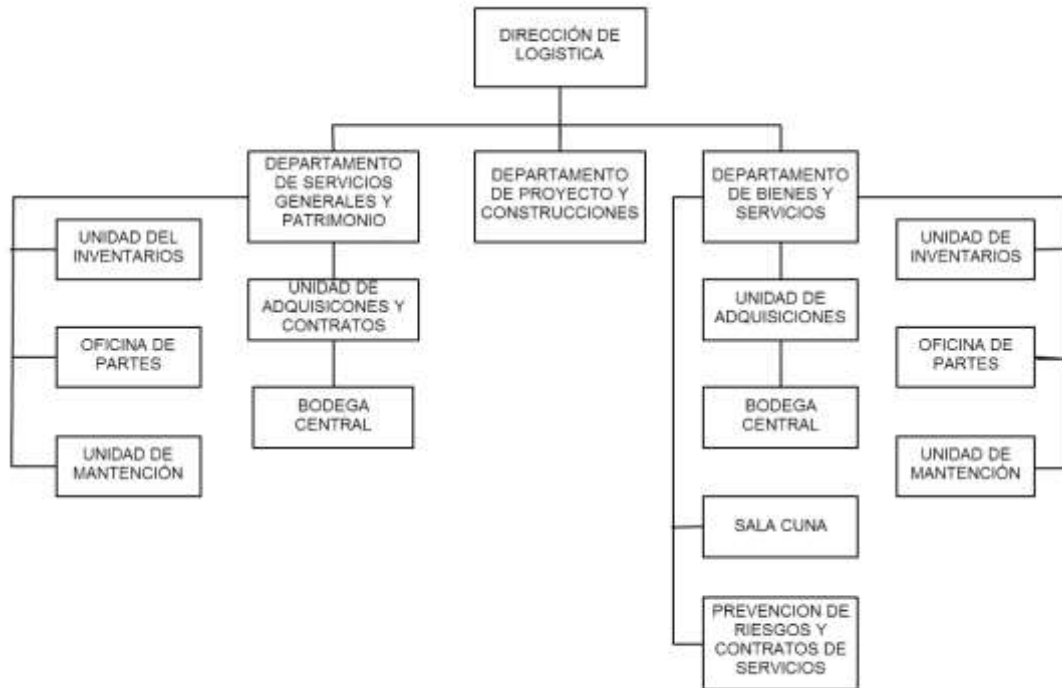 DIRECCIÓN DE
LOGISTICA
DEPARTAMENTO
DE SERVICIOS
GENERALES Y
PATRIMONIO
DEPARTAMENTO
DE PROYECTO Y
CONSTRUCCIONES
DEPARTAMENTO
DE BIENES Y
SERVICIOS
UNIDAD DEL
INVENTARIOS
UNIDAD DE
INVENTARIOS
UNIDAD DE
ADQUISICONES Y
CONTRATOS
UNIDAD DE
ADQUISICIONES
OFICINA DE
PARTES
OFICINA DE
PARTES
BODEGA
CENTRAL
BODEGA
CENTRAL
UNIDAD DE
MANTENCIÓN
UNIDAD DE
MANTENCIÓN
SALA CUNA
PREVENCION DE
RIESGOS Y
CONTRATOS DE
SERVICIOS